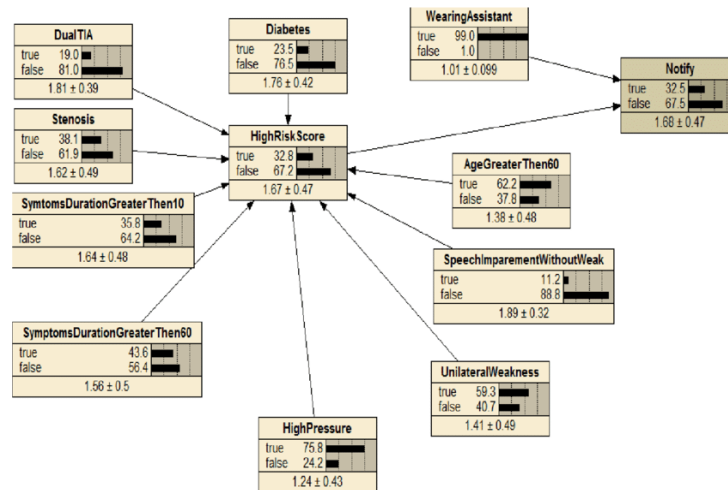 DualTIA
true 19.0
false 81.0
1.81 ± 0.39
Diabetes
true 23.5
false 76.5
1.76 ± 0.42
WearingAssistant
true 99.0
false 1.0
1.01 ± 0.099
Notify
true 32.5
false 67.5
1.68 ± 0.47
Stenosis
true 38.1
false 61.9
1.62 ± 0.49
HighRiskScore
true 32.8
false 67.2
1.67 ± 0.47
AgeGreaterThen60
true 62.2
false 37.8
1.38 ± 0.48
SymtomsDurationGreaterThen10
true 35.8
false 64.2
1.64 ± 0.48
SpeechImparementWithoutWeak
true 11.2
false 88.8
1.89 ± 0.32
SymptomsDurationGreaterThen60
true 43.6
false 56.4
1.56 ± 0.5
UnilateralWeakness
true 59.3
false 40.7
1.41 ± 0.49
HighPressure
true 75.8
false 24.2
1.24 ± 0.43